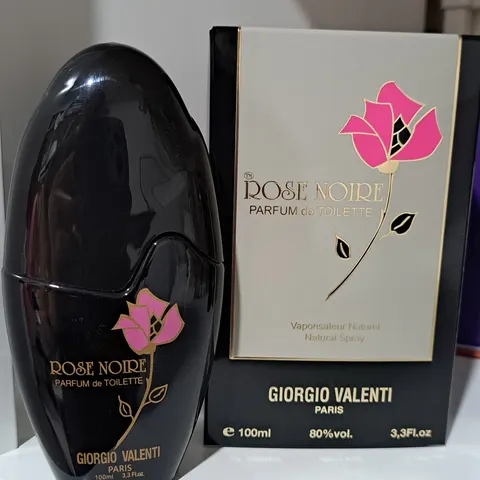 ROSE NOIRE
PARFUM de TOILETTE
GIORGIO VALENTI
PARIS
100ml 3,3 Fl.oz.
TM
ROSE NOIRE
PARFUM de TOILETTE
Vaporisateur Naturel
Natural Spray
GIORGIO VALENTI
PARIS
e 100ml 80%vol. 3,3Fl.oz